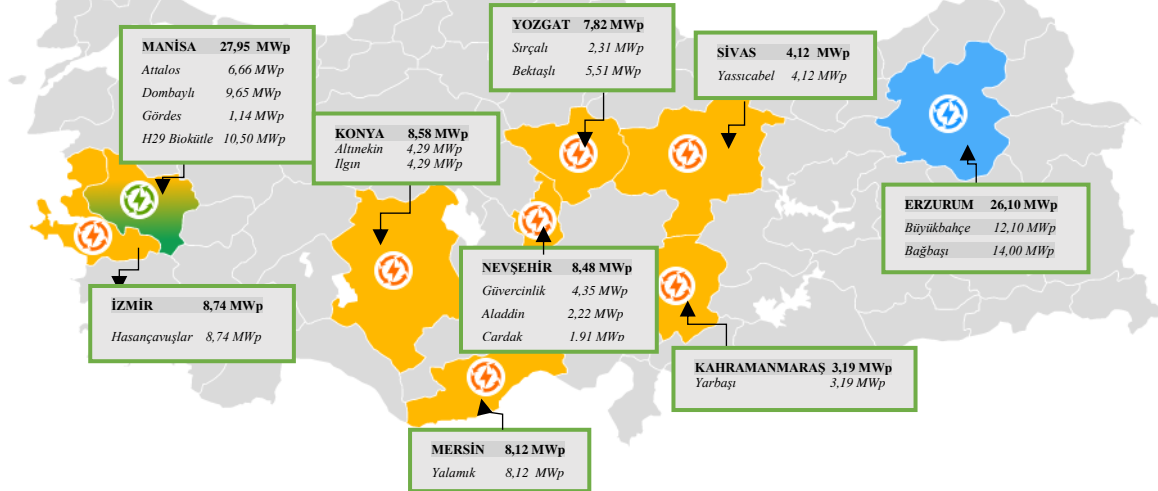 MANİSA 27,95 MWp
Attalos 6,66 MWp
Dombaylı 9,65 MWp
Gördes 1,14 MWp
H29 Biokütle 10,50 MWp
YOZGAT 7,82 MWp
Sırçalı 2,31 MWp
Bektaşlı 5,51 MWp
SİVAS 4,12 MWp
Yassıcabel 4,12 MWp
KONYA 8,58 MWp
Altınekin 4,29 MWp
Ilgın 4,29 MWp
ERZURUM 26,10 MWp
Büyükbahçe 12,10 MWp
Bağbaşı 14,00 MWp
NEVŞEHİR 8,48 MWp
Güvercinlik 4,35 MWp
Aladdin 2,22 MWp
Cardak 1.91 MWp
İZMİR 8,74 MWp
Hasançavuşlar 8,74 MWp
KAHRAMANMARAŞ 3,19 MWp
Yarbaşı 3,19 MWp
MERSİN 8,12 MWp
Yalamık 8,12 MWp